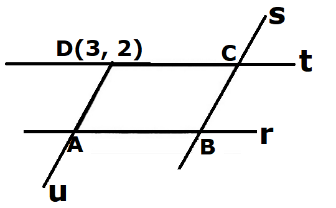 s
D(3, 2) C t
A B r
u